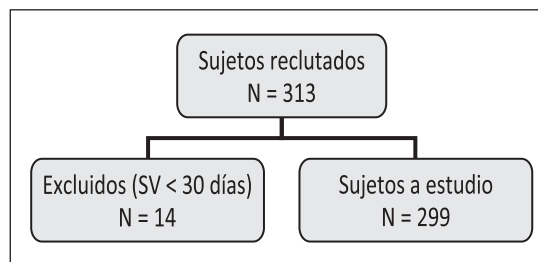 Sujetos reclutados
N = 313
Excluidos (SV < 30 días)
N = 14
Sujetos a estudio
N = 299